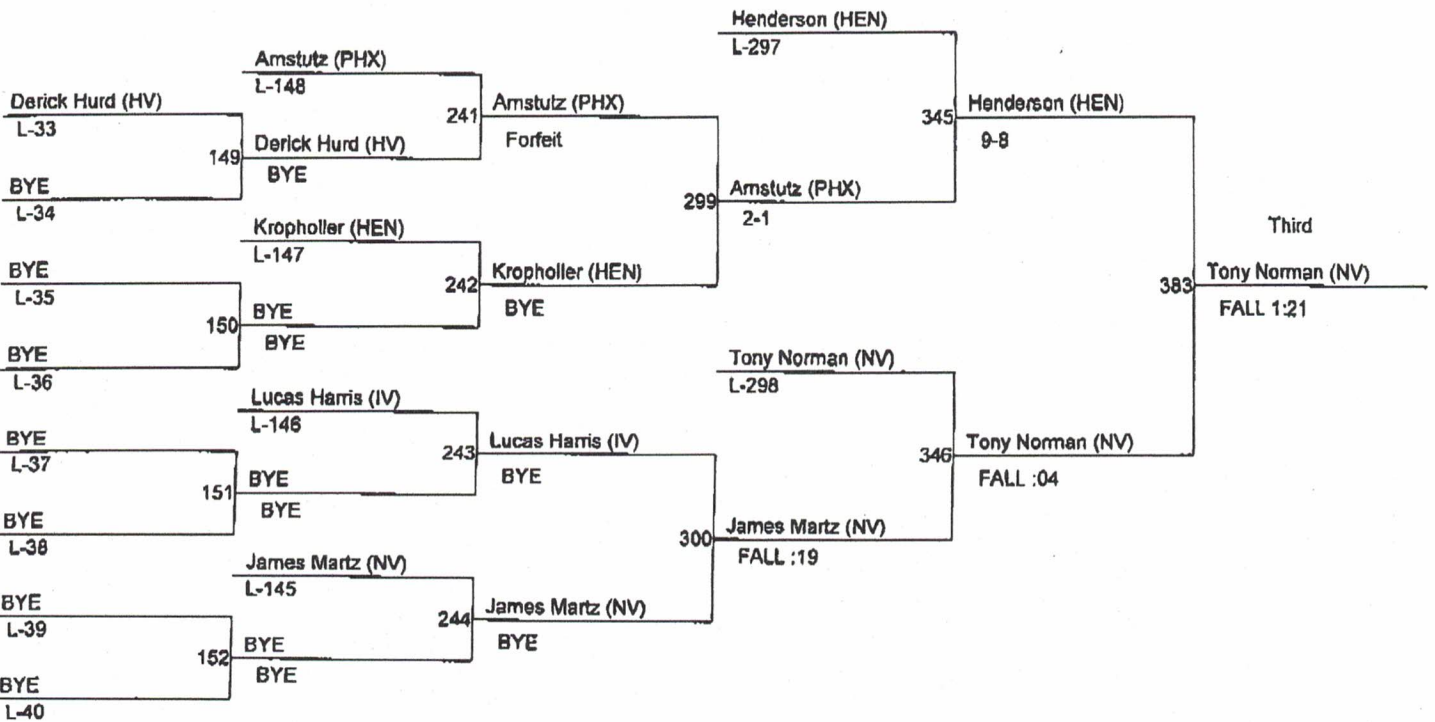 Henderson (HEN)
L-297
Amstutz (PHX)
L-148
Derick Hurd (HV)
L-33
241
Amstutz (PHX)
Forfeit
345
Henderson (HEN)
9-8
149
Derick Hurd (HV)
BYE
BYE
L-34
299
Amstutz (PHX)
2-1
Kropholler (HEN)
L-147
Third
BYE
L-35
242
Kropholler (HEN)
BYE
383
Tony Norman (NV)
FALL 1:21
150
BYE
BYE
BYE
L-36
Tony Norman (NV)
L-298
Lucas Harris (IV)
L-146
BYE
L-37
243
Lucas Harris (IV)
BYE
346
Tony Norman (NV)
FALL :04
151
BYE
BYE
BYE
L-38
300
James Martz (NV)
FALL :19
James Martz (NV)
L-145
BYE
L-39
244
James Martz (NV)
BYE
152
BYE
BYE
BYE
L-40